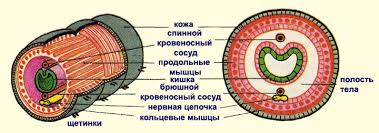 кожа
спинной
кровеносный
сосуд
продольные
мышцы
кишка
брюшной
кровеносный сосуд
нервная цепочка
кольцевые мышцы
щетинки
полость
тела